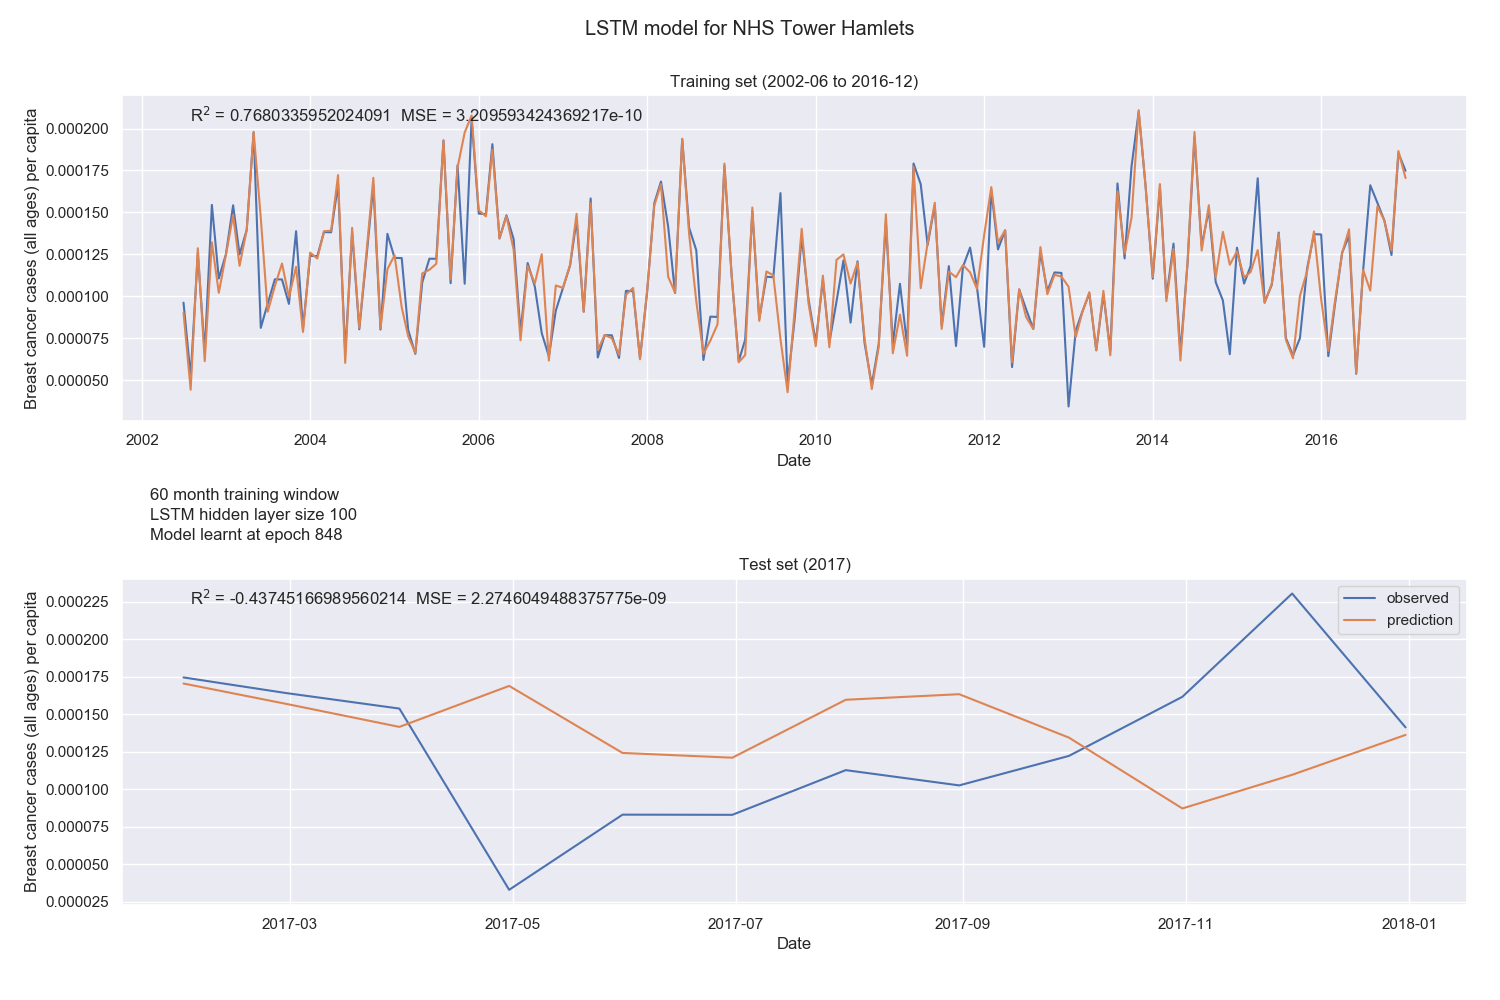 LSTM model for NHS Tower Hamlets
Training set (2002-06 to 2016-12)
R² = 0.7680335952024091 MSE = 3.209593424369217e-10
Breast cancer cases (all ages) per capita
0.000200
0.000175
0.000150
0.000125
0.000100
0.000075
0.000050
2002 2004 2006 2008 2010 2012 2014 2016
Date
60 month training window
LSTM hidden layer size 100
Model learnt at epoch 848
Test set (2017)
R² = -0.43745166989560214 MSE = 2.2746049488375775e-09
observed
prediction
Breast cancer cases (all ages) per capita
0.000225
0.000200
0.000175
0.000150
0.000125
0.000100
0.000075
0.000050
0.000025
2017-03 2017-05 2017-07 2017-09 2017-11 2018-01
Date